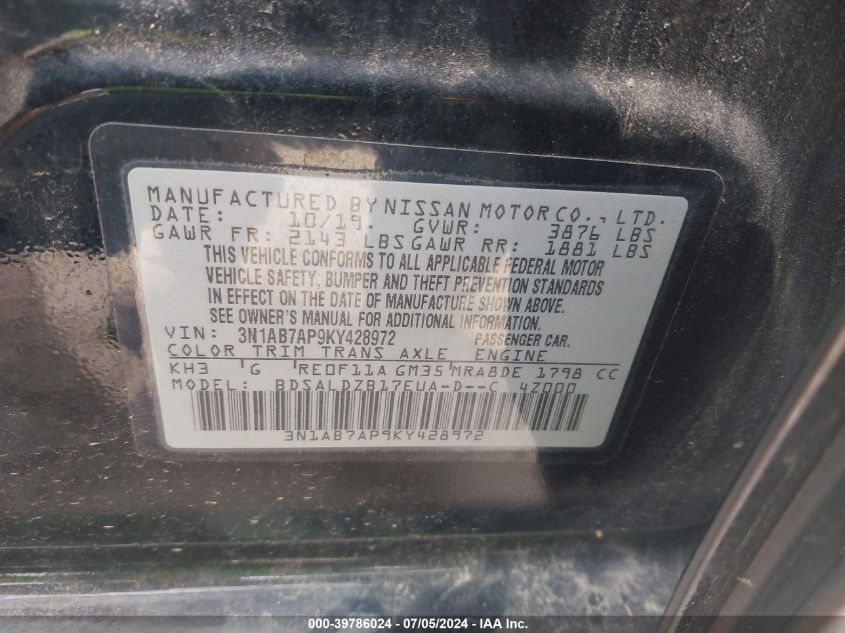 MANUFACTURED BY NISSAN MOTOR CO., LTD.
DATE: 10/19. GVWR: 3876 LBS
GAWR FR: 2143 LBS GAWR RR: 1881 LBS
THIS VEHICLE CONFORMS TO ALL APPLICABLE FEDERAL MOTOR
VEHICLE SAFETY, BUMPER AND THEFT PREVENTION STANDARDS
IN EFFECT ON THE DATE OF MANUFACTURE SHOWN ABOVE.
SEE OWNER'S MANUAL FOR ADDITIONAL INFORMATION.
VIN: 3N1AB7AP9KY428972 PASSENGER CAR.
COLOR TRIM TRANS AXLE ENGINE
KH3 G RE0F11A GM35 MRA8DE 1798 CC
MODEL: BDSALDZB17EUA-D--C 4Z000
3N1AB7AP9KY428972
000-39786024 - 07/05/2024 - IAAI.com